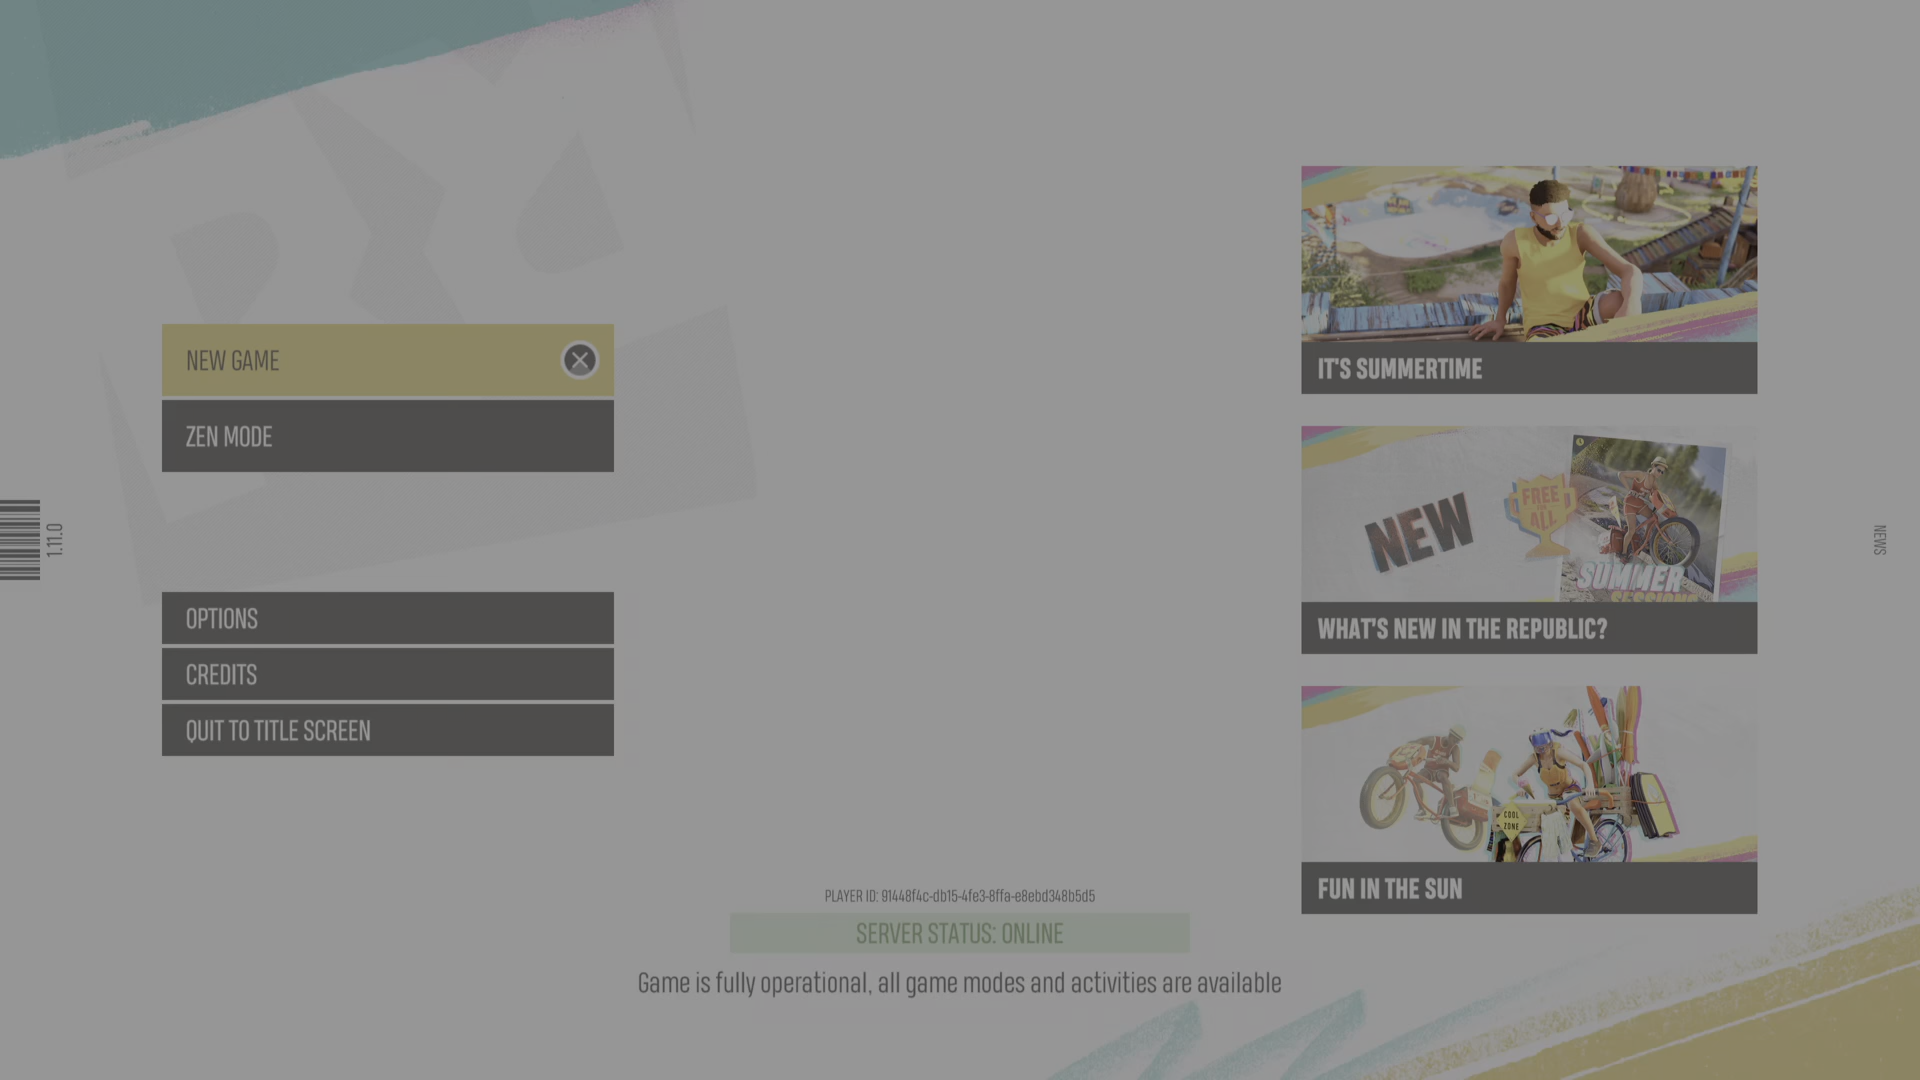 NEW GAME
ZEN MODE
OPTIONS
CREDITS
QUIT TO TITLE SCREEN
1.11.0
IT'S SUMMERTIME
NEW
FREE
ALL
SUMMER
SESSIONS
WHAT'S NEW IN THE REPUBLIC?
COOL
ZONE
FUN IN THE SUN
NEWS
PLAYER ID: 91448f4c-db15-4fe3-8ffa-e8ebd348b5d5
SERVER STATUS: ONLINE
Game is fully operational, all game modes and activities are available